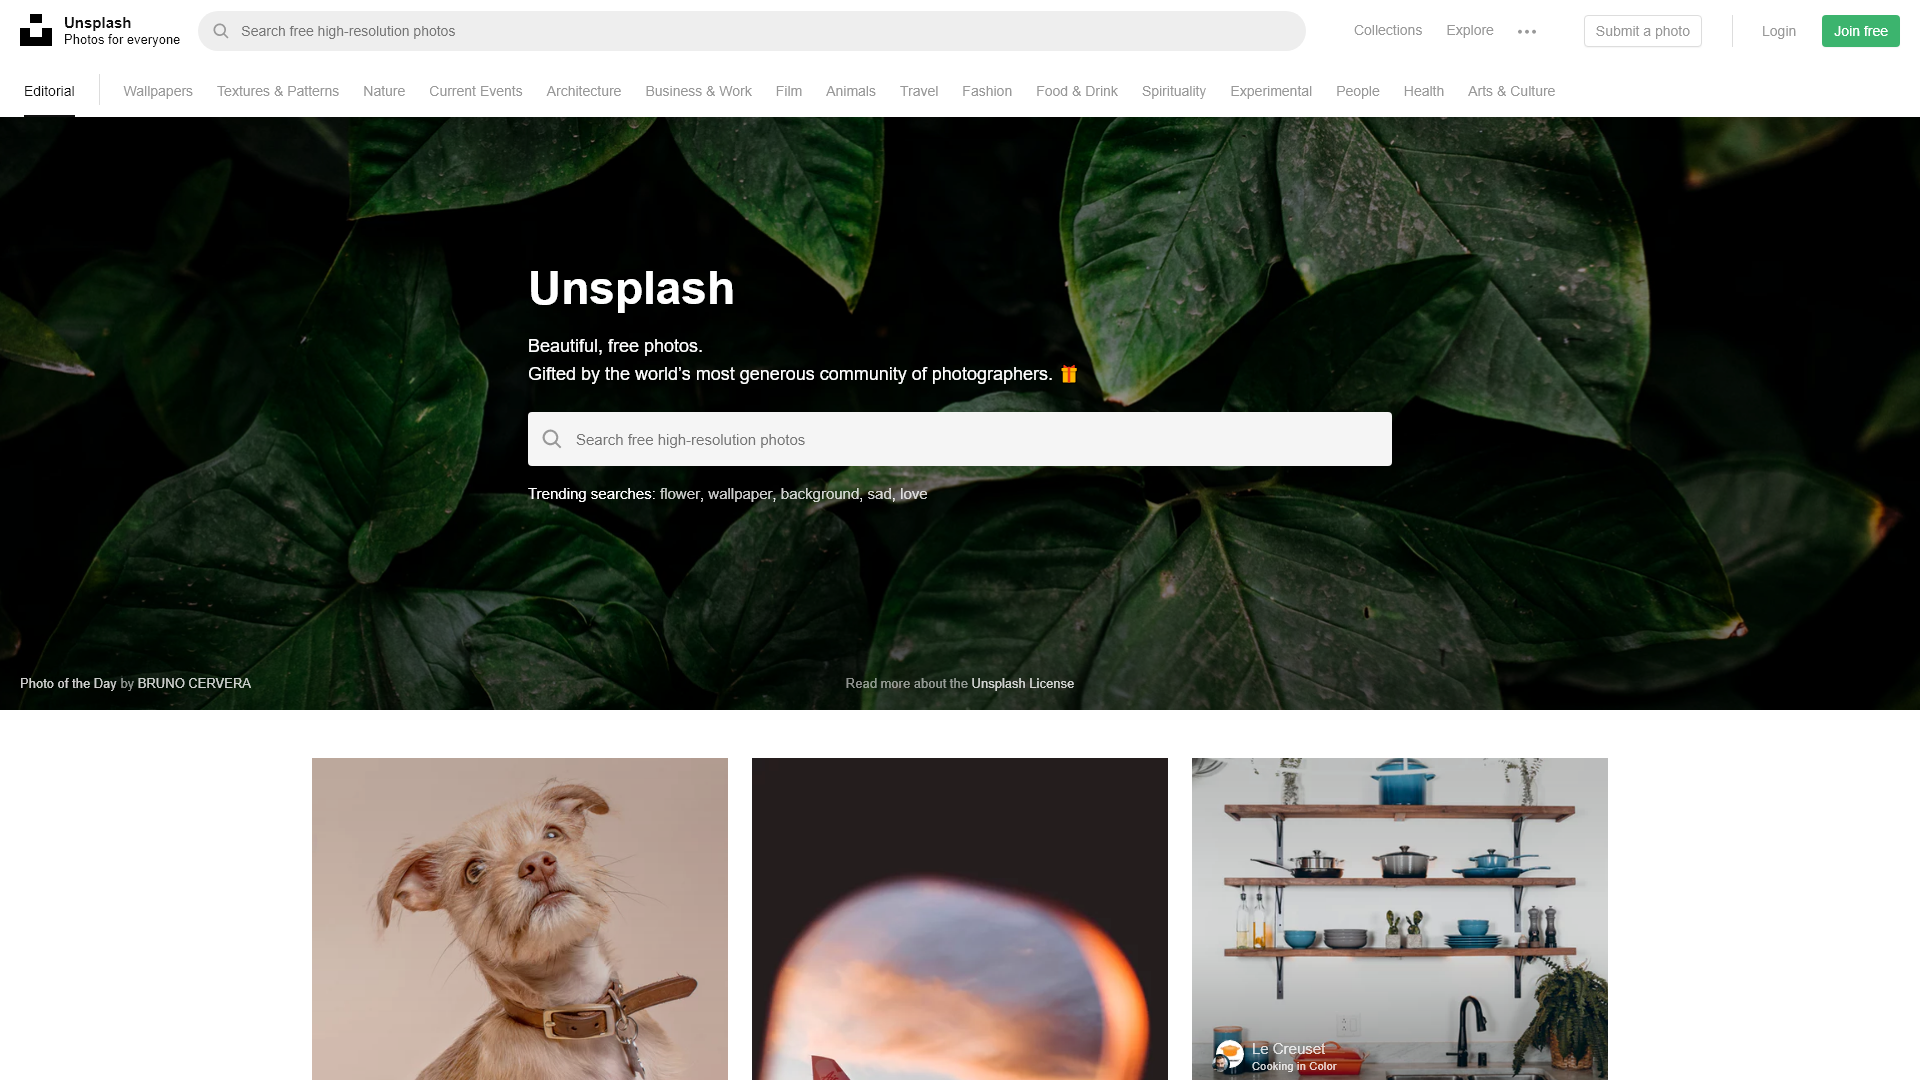 Unsplash
Photos for everyone
Search free high-resolution photos
Collections
Explore
Submit a photo
Login
Join free
Editorial
Wallpapers
Textures & Patterns
Nature
Current Events
Architecture
Business & Work
Film
Animals
Travel
Fashion
Food & Drink
Spirituality
Experimental
People
Health
Arts & Culture
Unsplash
Beautiful, free photos.
Gifted by the world’s most generous community of photographers. 🎁
Search free high-resolution photos
Trending searches: flower, wallpaper, background, sad, love
Photo of the Day by BRUNO CERVERA
Read more about the Unsplash License
Le Creuset
Cooking in Color